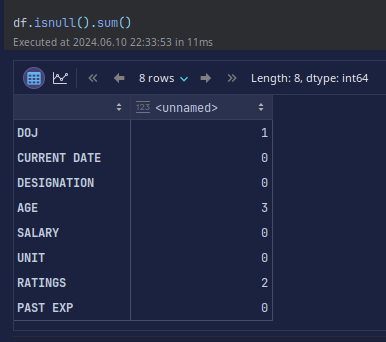 df.isnull().sum()
Executed at 2024.06.10 22:33:53 in 11ms
8 rows Length: 8, dtype: int64
123 <unnamed>
DOJ 1
CURRENT DATE 0
DESIGNATION 0
AGE 3
SALARY 0
UNIT 0
RATINGS 2
PAST EXP 0